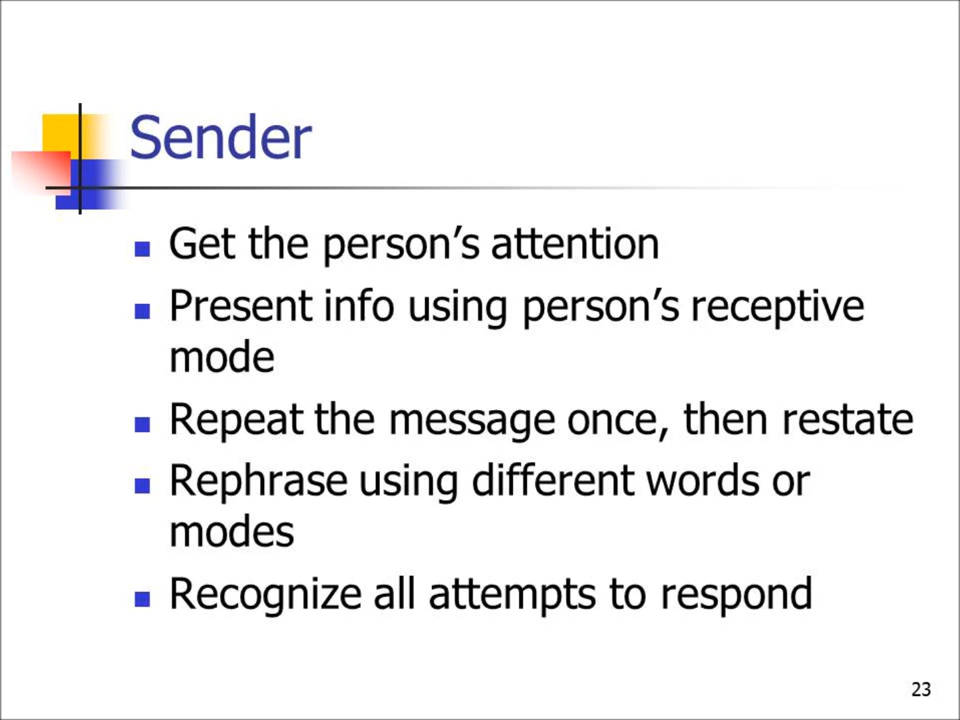 Sender
Get the person’s attention
Present info using person’s receptive
mode
Repeat the message once, then restate
Rephrase using different words or
modes
Recognize all attempts to respond
23